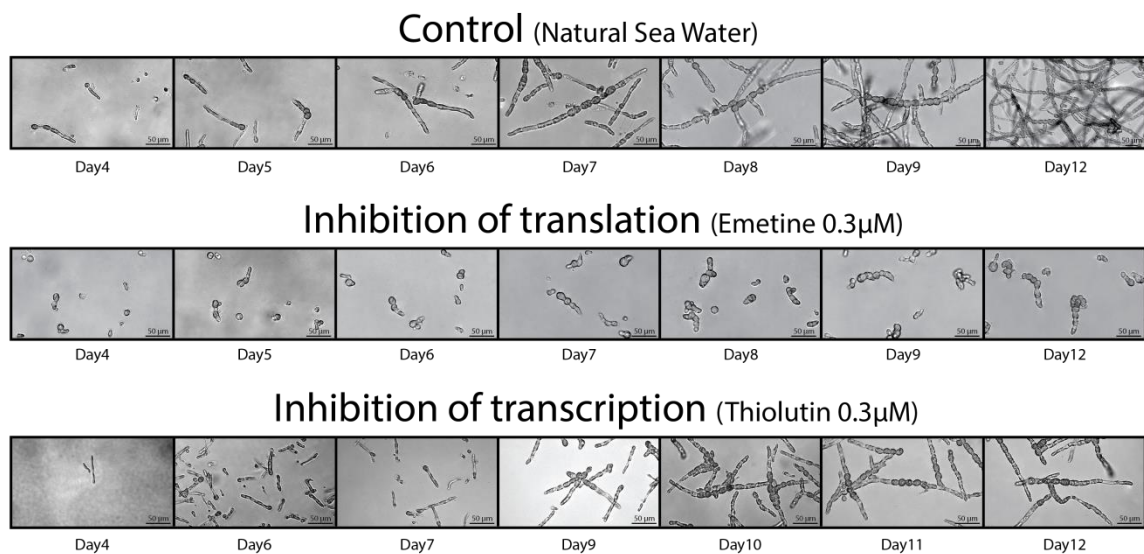 Control (Natural Sea Water)
50 µm 50 µm 50 µm 50 µm 50 µm 50 µm 50 µm
Day4 Day5 Day6 Day7 Day8 Day9 Day12
Inhibition of translation (Emetine 0.3µM)
50 µm 50 µm 50 µm 50 µm 50 µm 50 µm 50 µm
Day4 Day5 Day6 Day7 Day8 Day9 Day12
Inhibition of transcription (Thiolutin 0.3µM)
50 µm 50 µm 50 µm 50 µm 50 µm 50 µm 50 µm
Day4 Day6 Day7 Day9 Day10 Day11 Day12